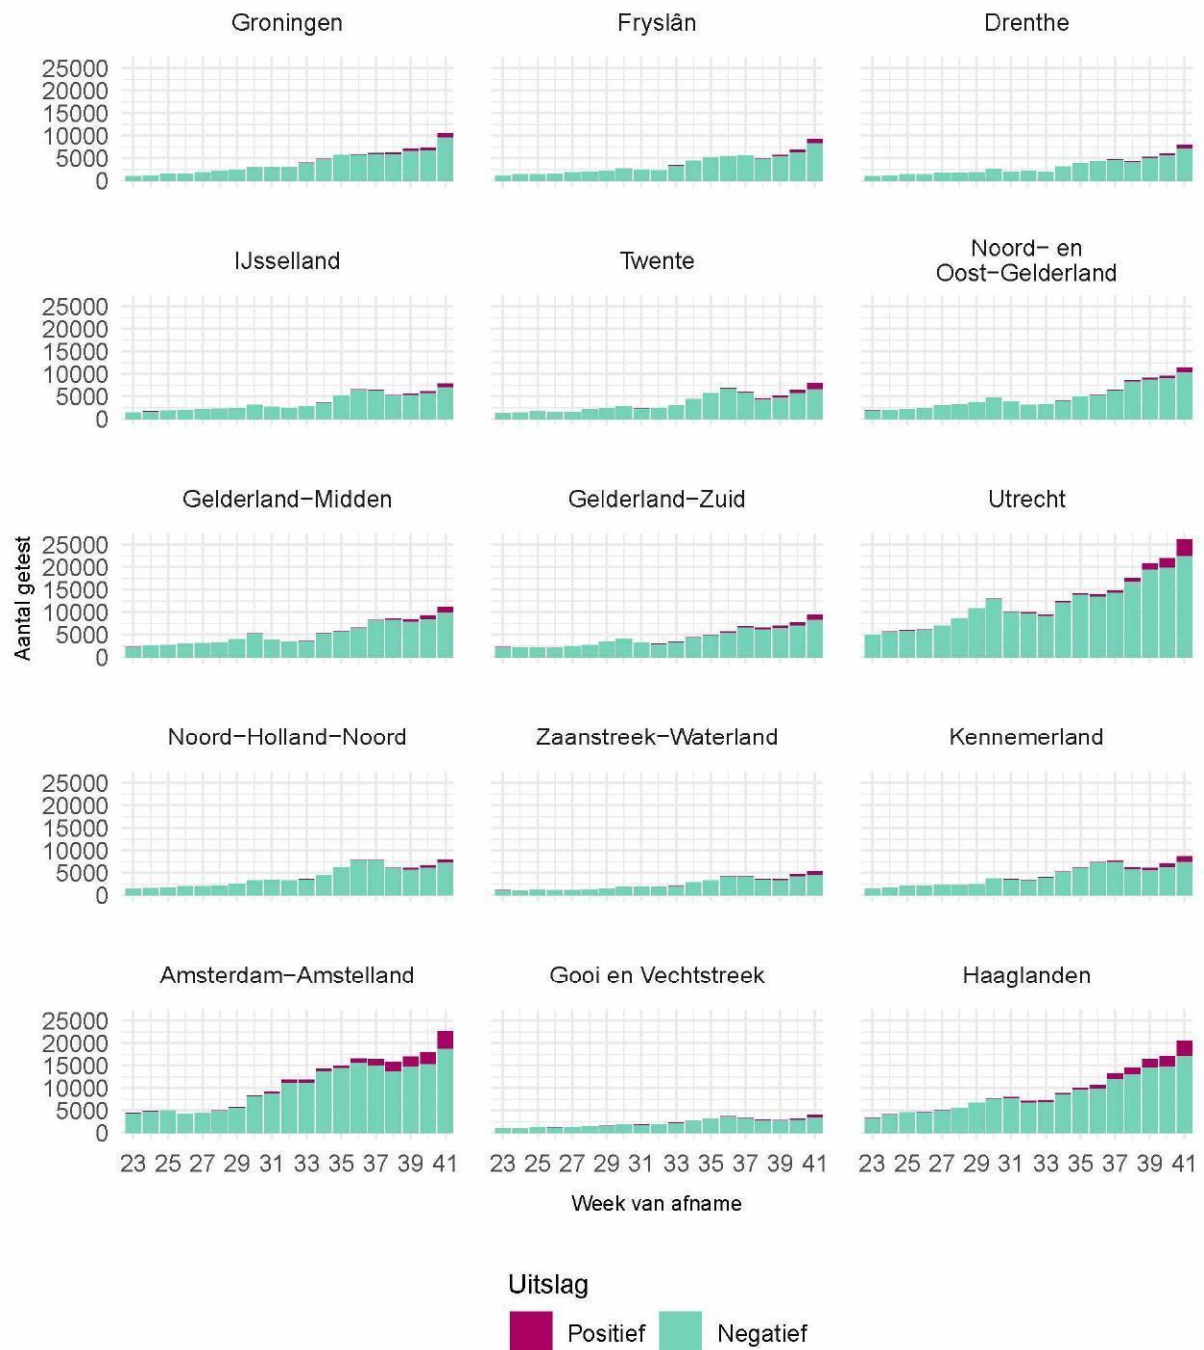 Groningen
Fryslân
Drenthe
25000
20000
15000
10000
5000
0
IJsselland
Twente
Noord- en
Oost-Gelderland
25000
20000
15000
10000
5000
0
Gelderland-Midden
Gelderland-Zuid
Utrecht
Aantal getest
25000
20000
15000
10000
5000
0
Noord-Holland-Noord
Zaanstreek-Waterland
Kennemerland
25000
20000
15000
10000
5000
0
Amsterdam-Amstelland
Gooi en Vechtstreek
Haaglanden
25000
20000
15000
10000
5000
0
23 25 27 29 31 33 35 37 39 41
23 25 27 29 31 33 35 37 39 41
23 25 27 29 31 33 35 37 39 41
Week van afname
Uitslag
Positief
Negatief